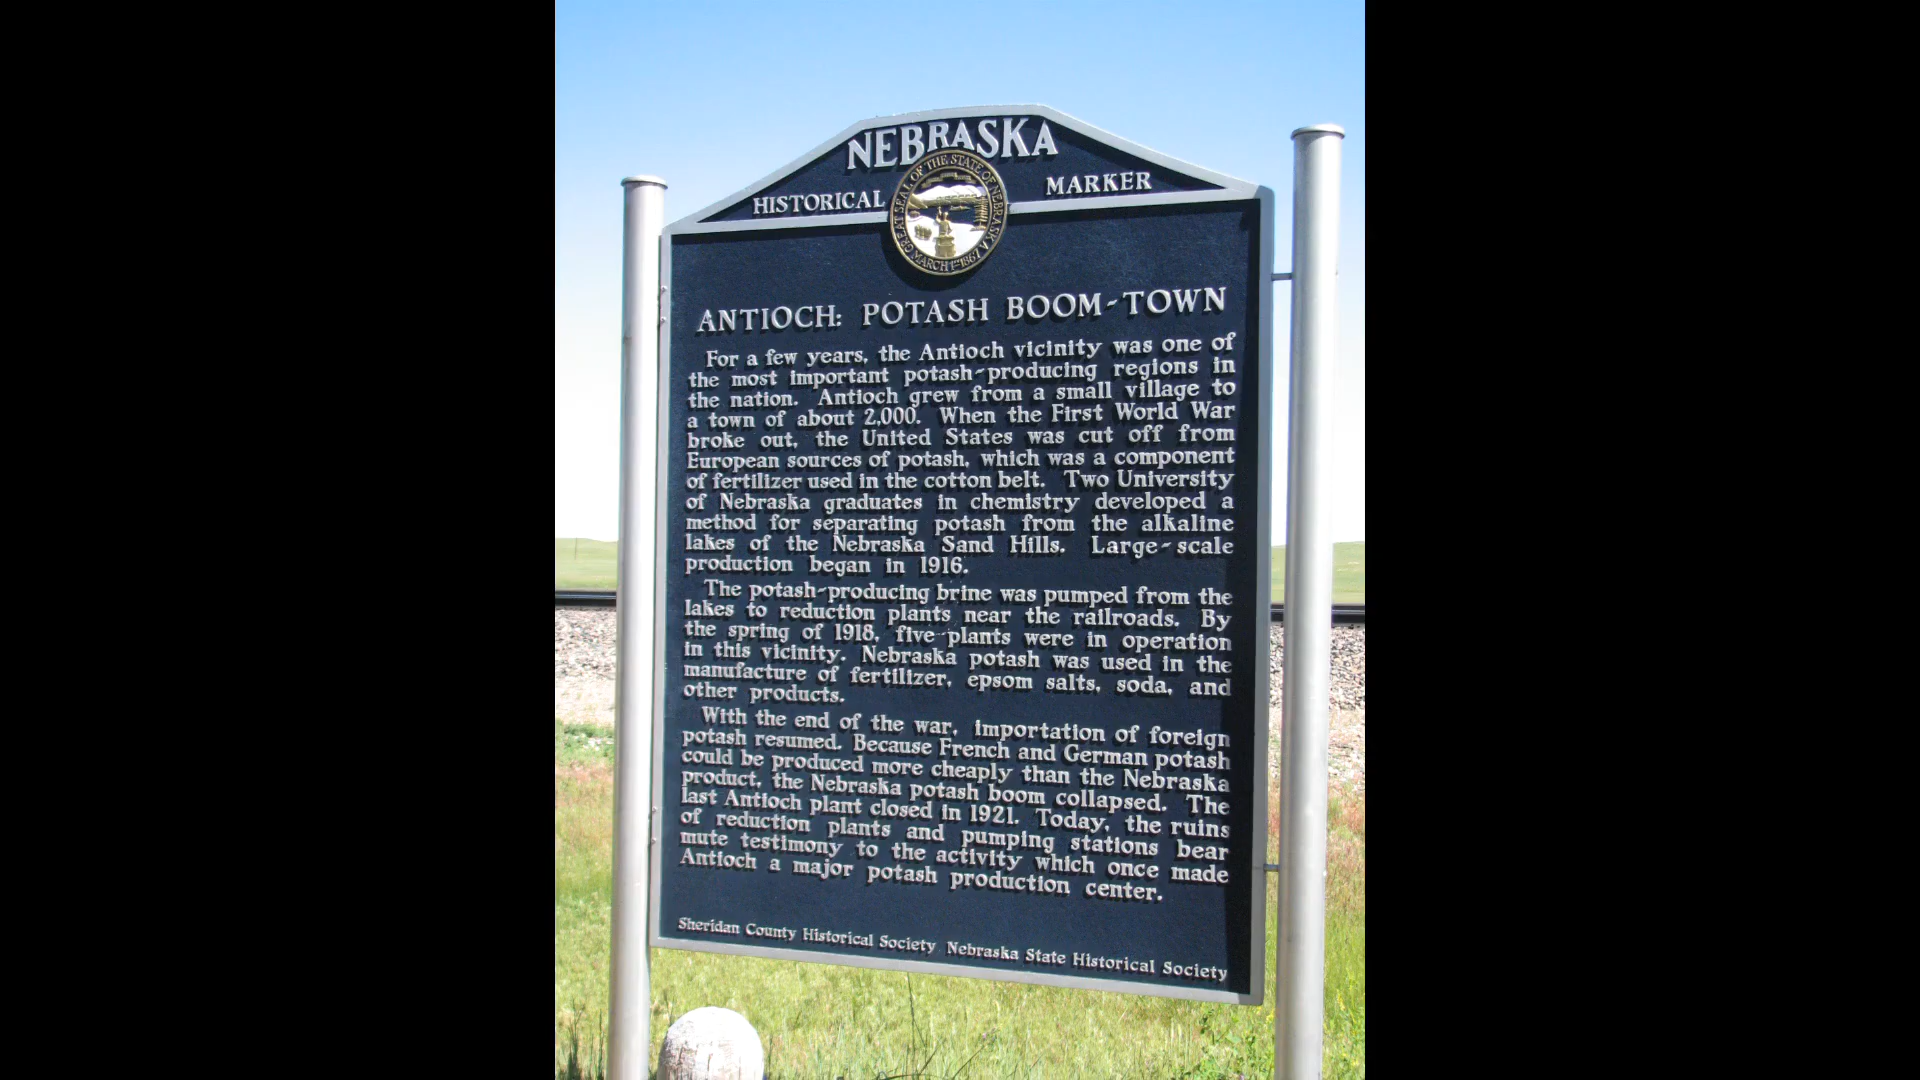 NEBRASKA
HISTORICAL MARKER
GREAT SEAL OF THE STATE OF NEBRASKA
MARCH 1ST 1867
ANTIOCH: POTASH BOOM-TOWN
For a few years, the Antioch vicinity was one of
the most important potash-producing regions in
the nation. Antioch grew from a small village to
a town of about 2,000. When the First World War
broke out, the United States was cut off from
European sources of potash, which was a component
of fertilizer used in the cotton belt. Two University
of Nebraska graduates in chemistry developed a
method for separating potash from the alkaline
lakes of the Nebraska Sand Hills. Large-scale
production began in 1916.
The potash-producing brine was pumped from the
lakes to reduction plants near the railroads. By
the spring of 1918, five plants were in operation
in this vicinity. Nebraska potash was used in the
manufacture of fertilizer, epsom salts, soda, and
other products.
With the end of the war, importation of foreign
potash resumed. Because French and German potash
could be produced more cheaply than the Nebraska
product, the Nebraska potash boom collapsed. The
last Antioch plant closed in 1921. Today, the ruins
of reduction plants and pumping stations bear
mute testimony to the activity which once made
Antioch a major potash production center.
Sheridan County Historical Society Nebraska State Historical Society